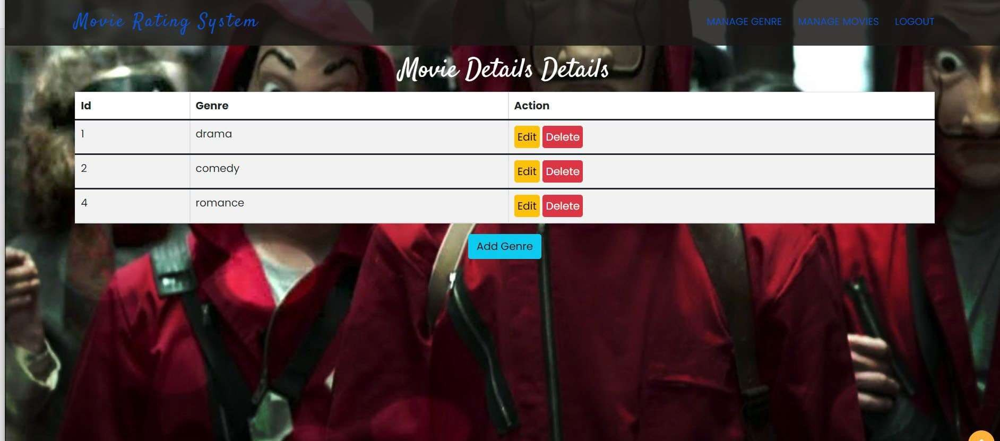 Movie Rating System MANAGE GENRE MANAGE MOVIES LOGOUT
Movie Details Details
Id Genre Action
1 drama Edit Delete
2 comedy Edit Delete
4 romance Edit Delete
Add Genre